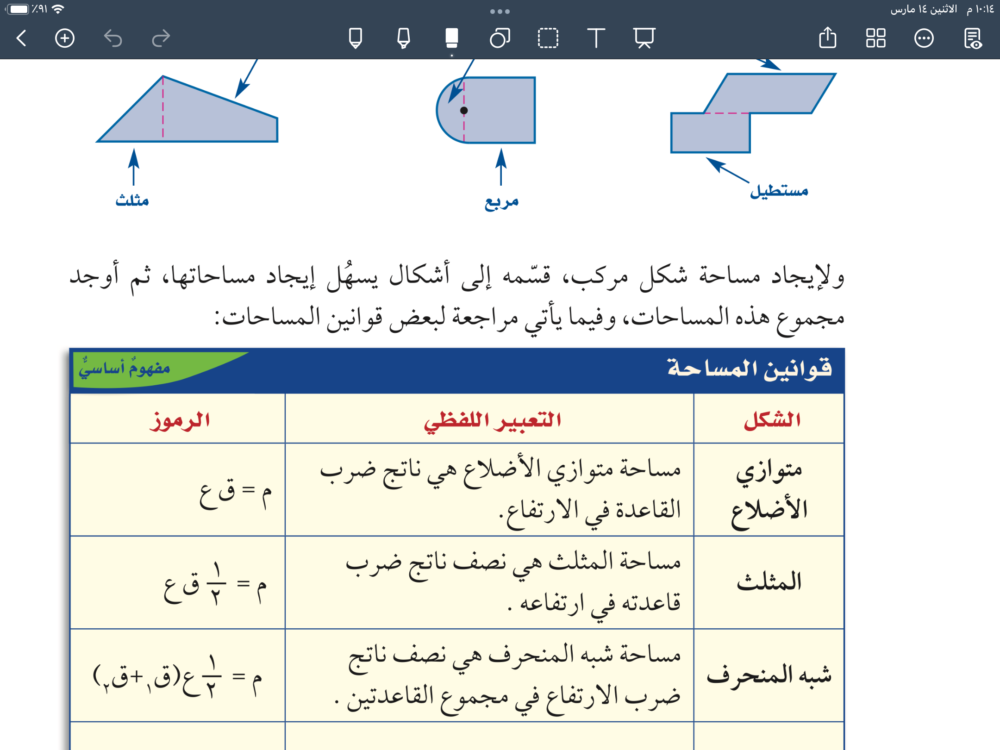 ١٠:١٤ م الاثنين ١٤ مارس
٩١٪
مستطيل
مربع
مثلث
ولإيجاد مساحة شكل مركب، قسّمه إلى أشكال يسهُل إيجاد مساحاتها، ثم أوجد
مجموع هذه المساحات، وفيما يأتي مراجعة لبعض قوانين المساحات:
قوانين المساحة
مفهومٌ أساسيٌّ
الشكل
التعبير اللفظي
الرموز
متوازي
الأضلاع
مساحة متوازي الأضلاع هي ناتج ضرب
القاعدة في الارتفاع.
م = ق ع
المثلث
مساحة المثلث هي نصف ناتج ضرب
قاعدته في ارتفاعه .
م = ١/٢ ق ع
شبه المنحرف
مساحة شبه المنحرف هي نصف ناتج
ضرب الارتفاع في مجموع القاعدتين .
م = ١/٢ ع(ق١+ق٢)